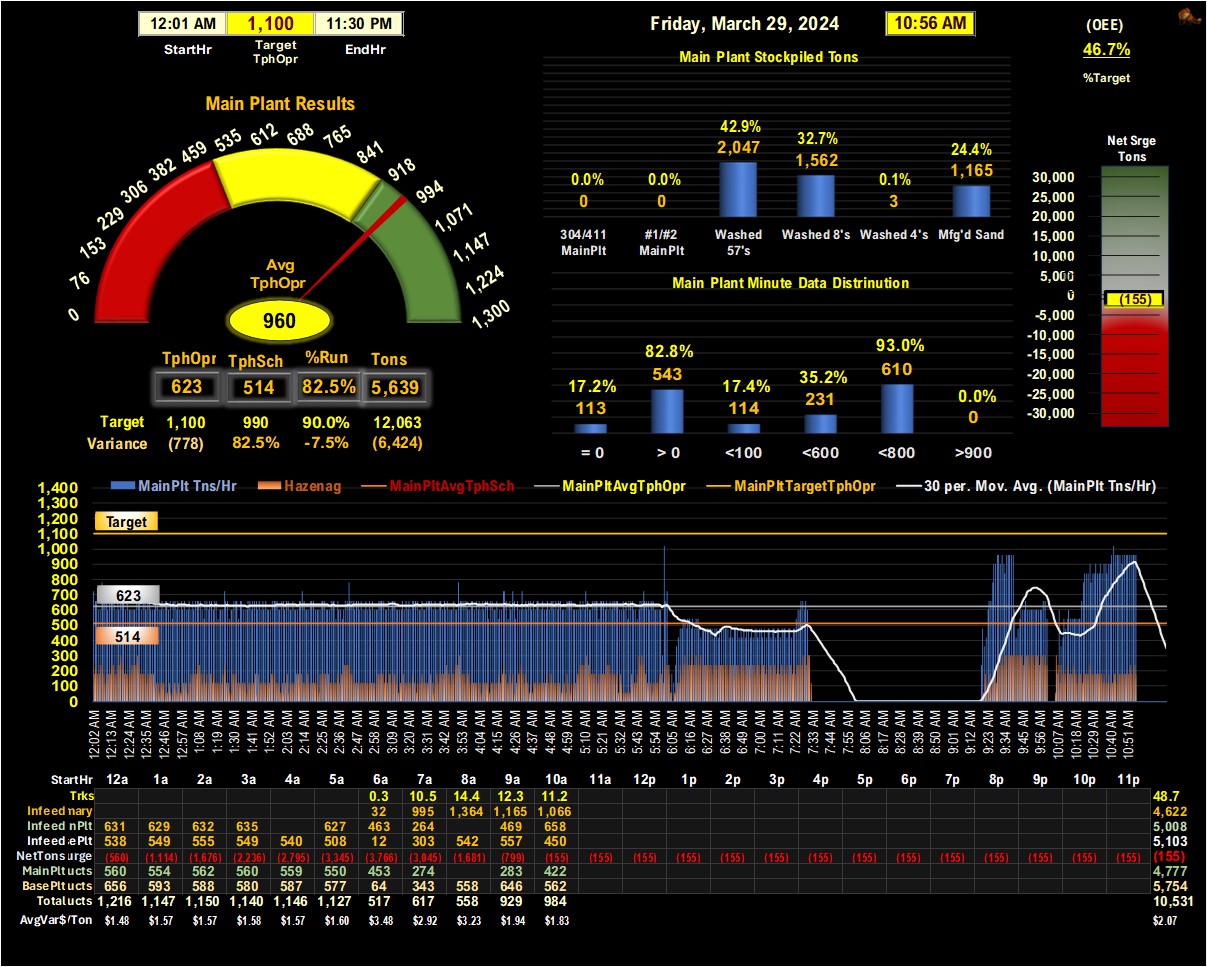 12:01 AM 1,100 11:30 PM
StartHr Target TphOpr EndHr
Friday, March 29, 2024
10:56 AM
(OEE)
46.7%
%Target
Main Plant Results
0 76 153 229 306 382 459 535 612 688 765 841 918 994 1,071 1,147 1,224 1,300
Avg
TphOpr
960
TphOpr TphSch %Run Tons
623 514 82.5% 5,639
Target 1,100 990 90.0% 12,063
Variance (778) 82.5% -7.5% (6,424)
Main Plant Stockpiled Tons
0.0% 0.0% 42.9% 32.7% 0.1% 24.4%
0 0 2,047 1,562 3 1,165
304/411 MainPlt #1/#2 MainPlt Washed 57's Washed 8's Washed 4's Mfg'd Sand
Main Plant Minute Data Distrinution
17.2% 82.8% 17.4% 35.2% 93.0% 0.0%
113 543 114 231 610 0
= 0 > 0 <100 <600 <800 >900
Net Srge
Tons
30,000
25,000
20,000
15,000
10,000
5,000
0
(155)
-5,000
-10,000
-15,000
-20,000
-25,000
-30,000
MainPlt Tns/Hr Hazenag MainPltAvgTphSch MainPltAvgTphOpr MainPltTargetTphOpr 30 per. Mov. Avg. (MainPlt Tns/Hr)
1,400
1,300
1,200
1,100
1,000
900
800
700
600
500
400
300
200
100
0
Target
623
514
12:02 AM 12:13 AM 12:24 AM 12:35 AM 12:46 AM 12:57 AM 1:08 AM 1:19 AM 1:30 AM 1:41 AM 1:52 AM 2:03 AM 2:14 AM 2:25 AM 2:36 AM 2:47 AM 2:58 AM 3:09 AM 3:20 AM 3:31 AM 3:42 AM 3:53 AM 4:04 AM 4:15 AM 4:26 AM 4:37 AM 4:48 AM 4:59 AM 5:10 AM 5:21 AM 5:32 AM 5:43 AM 5:54 AM 6:05 AM 6:16 AM 6:27 AM 6:38 AM 6:49 AM 7:00 AM 7:11 AM 7:22 AM 7:33 AM 7:44 AM 7:55 AM 8:06 AM 8:17 AM 8:28 AM 8:39 AM 8:50 AM 9:01 AM 9:12 AM 9:23 AM 9:34 AM 9:45 AM 9:56 AM 10:07 AM 10:18 AM 10:29 AM 10:40 AM 10:51 AM
StartHr 12a 1a 2a 3a 4a 5a 6a 7a 8a 9a 10a 11a 12p 1p 2p 3p 4p 5p 6p 7p 8p 9p 10p 11p
Trks 0.3 10.5 14.4 12.3 11.2 48.7
Infeed nary 32 995 1,364 1,165 1,066 4,622
Infeed nPlt 631 629 632 635 627 463 264 469 658 5,008
Infeed ePlt 538 549 555 549 540 508 12 303 542 557 450 5,103
NetTons urge (560) (1,114) (1,676) (2,236) (2,795) (3,345) (3,766) (3,045) (1,681) (799) (155) (155) (155) (155) (155) (155) (155) (155) (155) (155) (155) (155) (155) (155) (155)
MainPlt ucts 560 554 562 560 559 550 453 274 283 422 4,777
BasePlt ucts 656 593 588 580 587 577 64 343 558 646 562 5,754
Total ucts 1,216 1,147 1,150 1,140 1,146 1,127 517 617 558 929 984 10,531
AvgVar$/Ton $1.48 $1.57 $1.57 $1.58 $1.57 $1.60 $3.48 $2.92 $3.23 $1.94 $1.83 $2.07